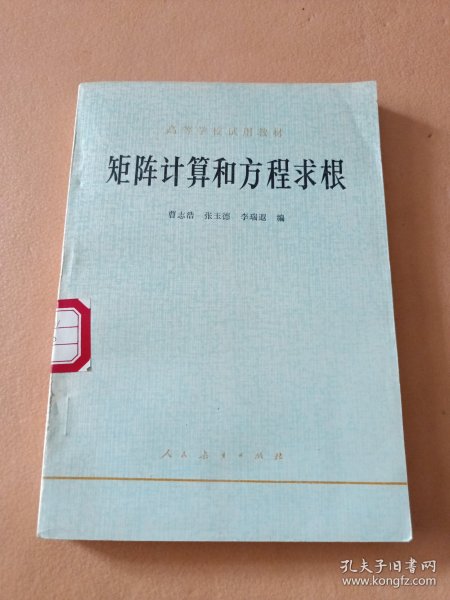 高等学校试用教材
矩阵计算和方程求根
曹志浩 张玉德 李瑞遐 编
人民教育出版社
孔夫子旧书网
www.kongfz.com